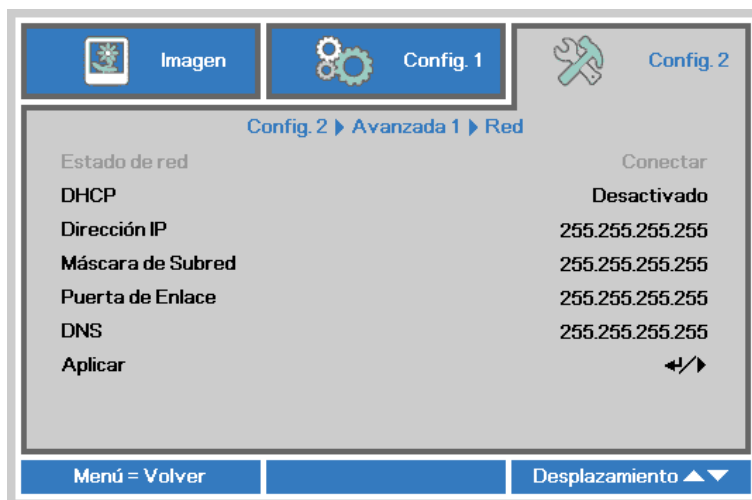 Imagen
Config. 1
Config. 2
Config. 2 ▶ Avanzada 1 ▶ Red
Estado de red Conectar
DHCP Desactivado
Dirección IP 255.255.255.255
Máscara de Subred 255.255.255.255
Puerta de Enlace 255.255.255.255
DNS 255.255.255.255
Aplicar ↵/▶
Menú = Volver
Desplazamiento ▲▼